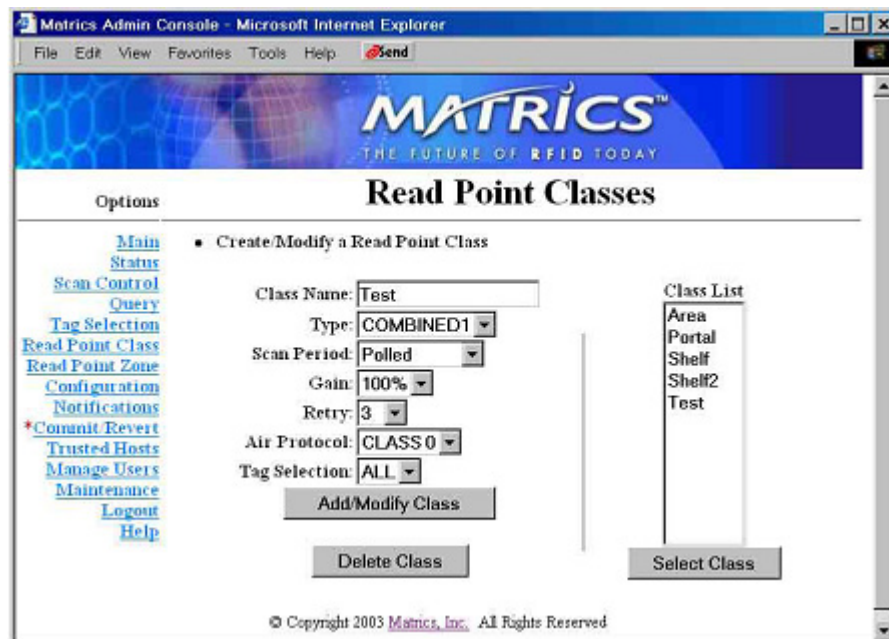 Matrics Admin Console - Microsoft Internet Explorer
File Edit View Favorites Tools Help Send
MATRICS™
THE FUTURE OF RFID TODAY
Options
Read Point Classes
Main
Status
Scan Control
Query
Tag Selection
Read Point Class
Read Point Zone
Configuration
Notifications
*Commit/Revert
Trusted Hosts
Manage Users
Maintenance
Logout
Help
• Create/Modify a Read Point Class
Class Name: Test
Type: COMBINED1
Scan Period: Polled
Gain: 100%
Retry: 3
Air Protocol: CLASS 0
Tag Selection: ALL
Add/Modify Class
Delete Class
Class List
Area
Portal
Shelf
Shelf2
Test
Select Class
© Copyright 2003 Matrics, Inc. All Rights Reserved